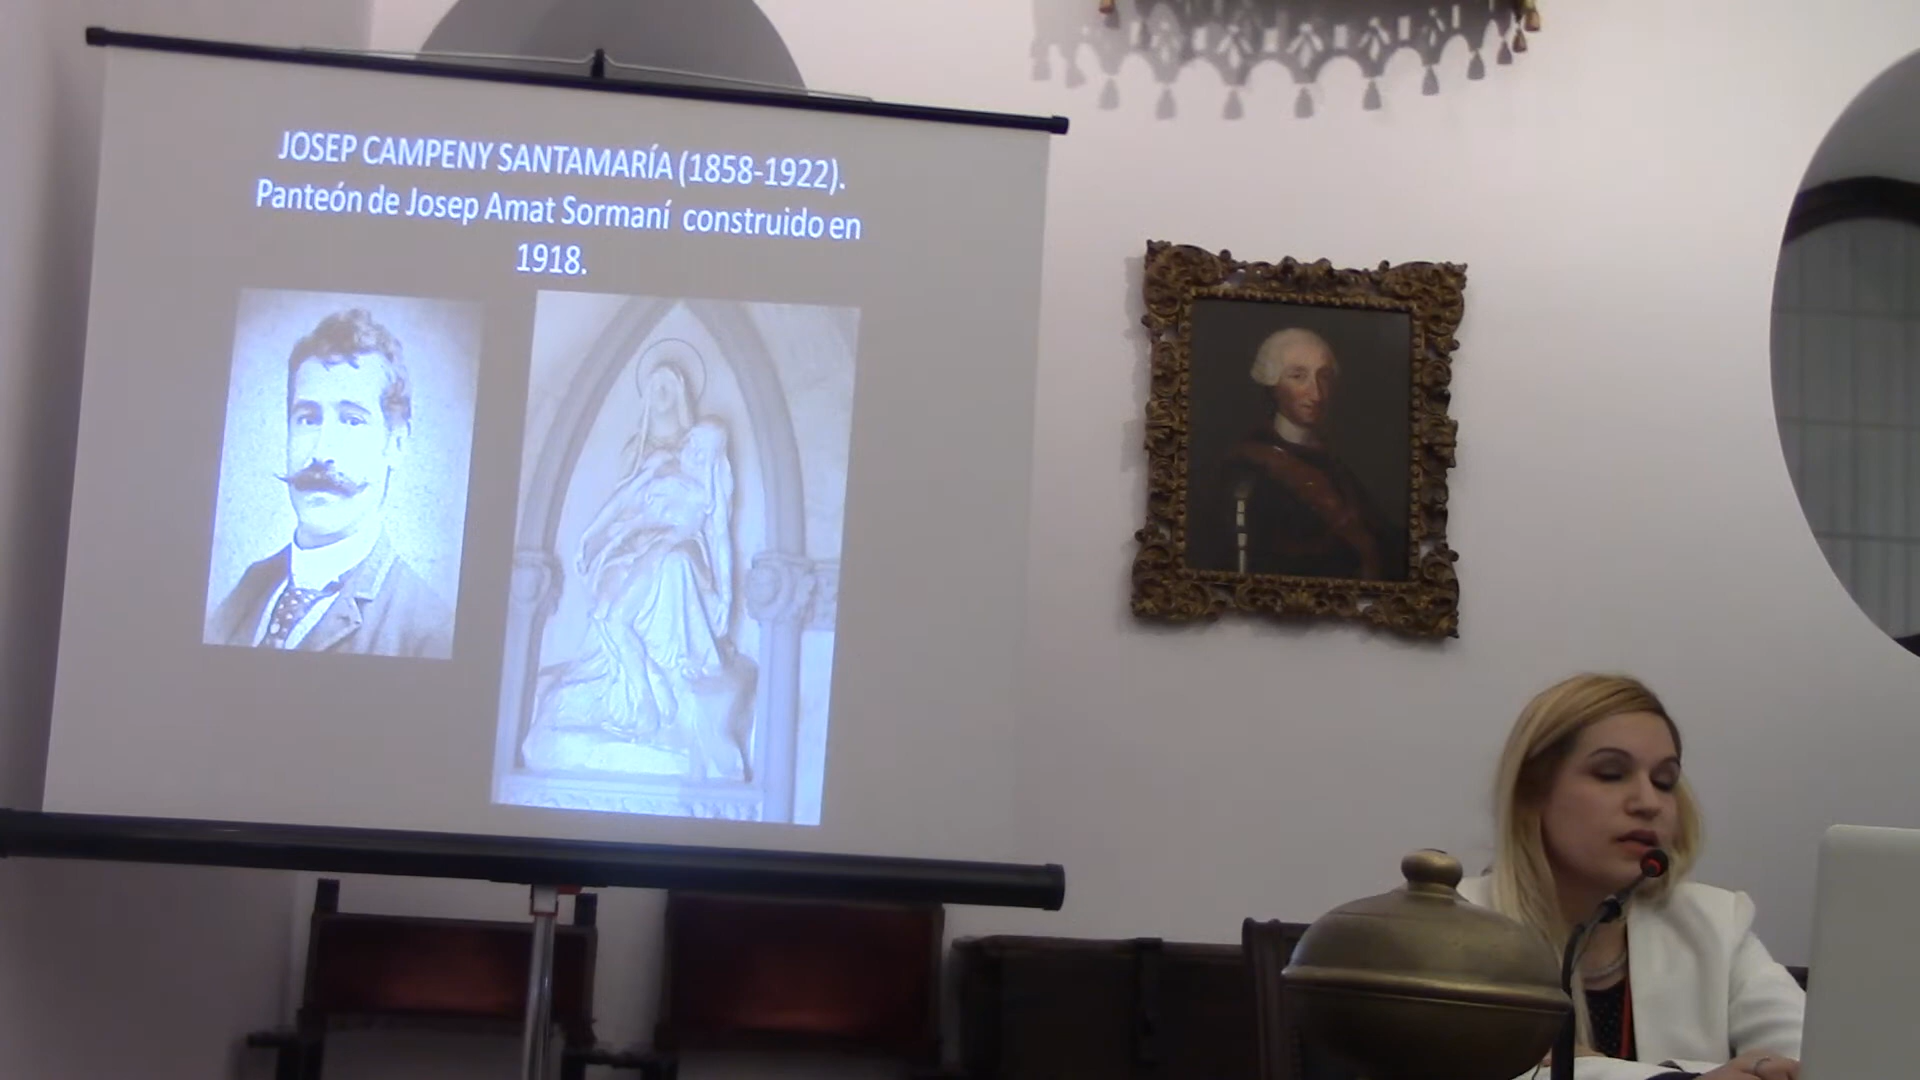 JOSEP CAMPENY SANTAMARÍA (1858-1922).
Panteón de Josep Amat Sormaní construido en
1918.